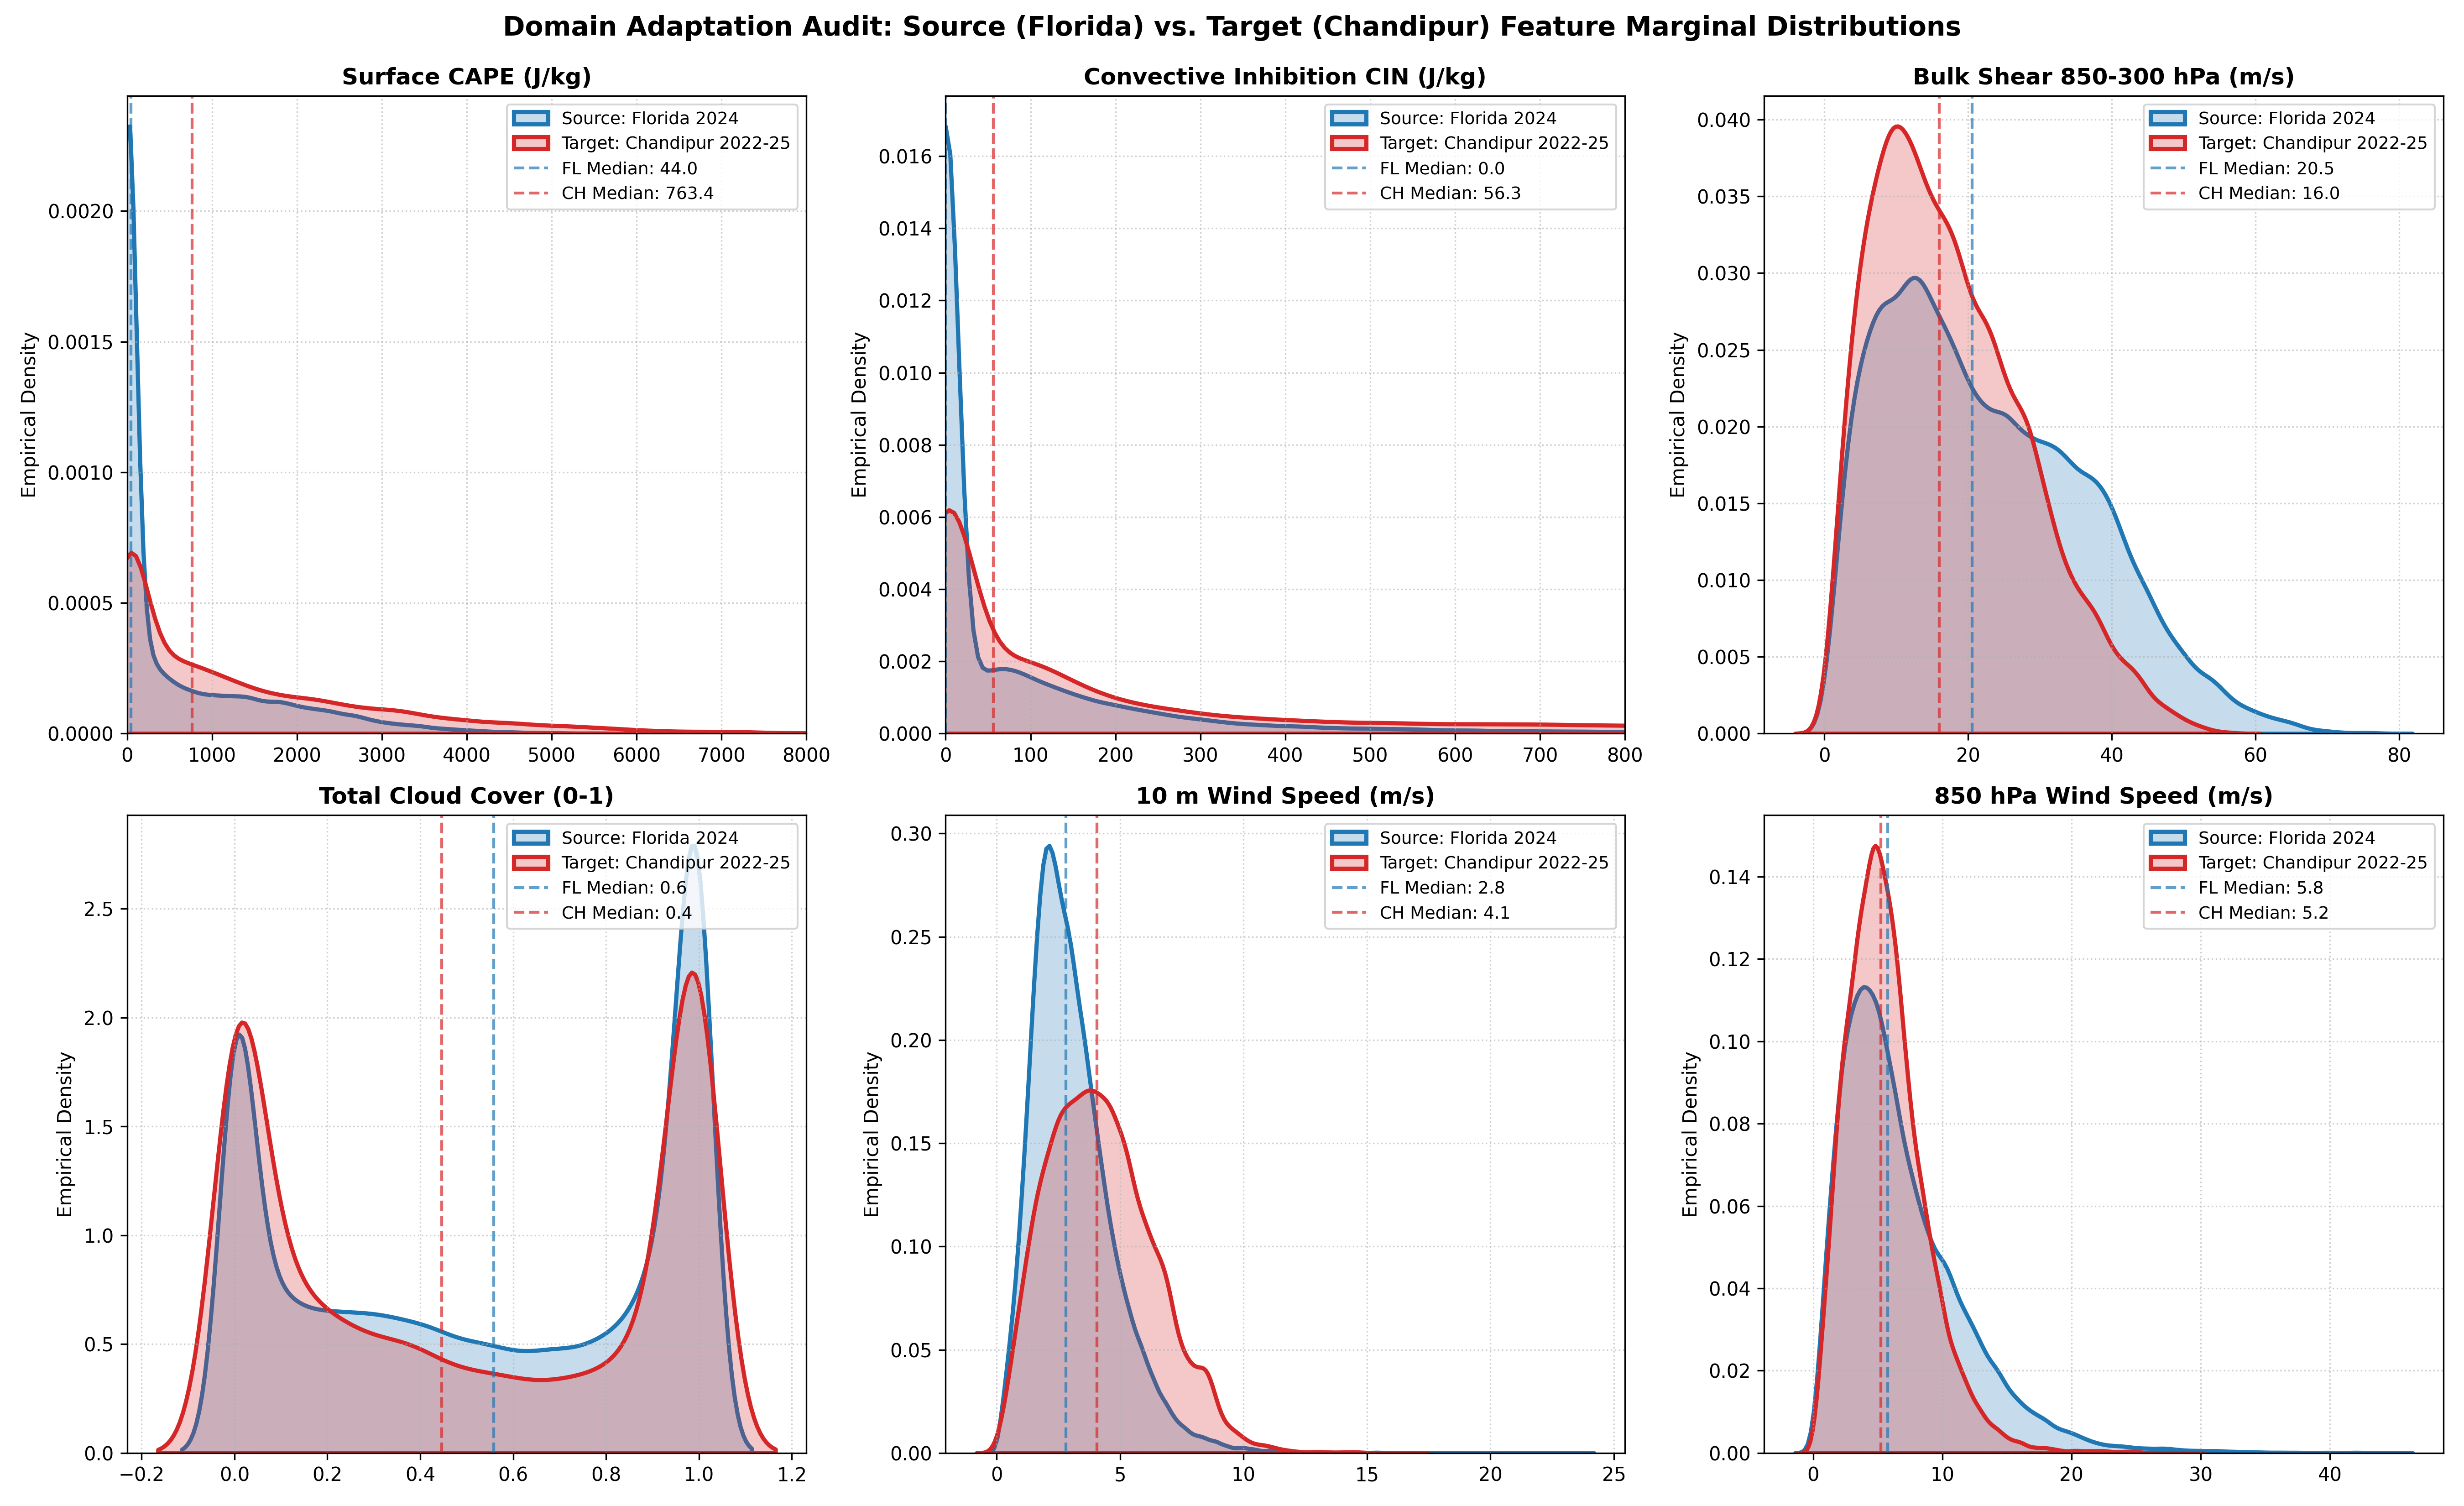 Domain Adaptation Audit: Source (Florida) vs. Target (Chandipur) Feature Marginal Distributions
Surface CAPE (J/kg)
Empirical Density
0.0020
0.0015
0.0010
0.0005
0.0000
Source: Florida 2024
Target: Chandipur 2022-25
FL Median: 44.0
CH Median: 763.4
0 1000 2000 3000 4000 5000 6000 7000 8000
Convective Inhibition CIN (J/kg)
Empirical Density
0.016
0.014
0.012
0.010
0.008
0.006
0.004
0.002
0.000
Source: Florida 2024
Target: Chandipur 2022-25
FL Median: 0.0
CH Median: 56.3
0 100 200 300 400 500 600 700 800
Bulk Shear 850-300 hPa (m/s)
Empirical Density
0.040
0.035
0.030
0.025
0.020
0.015
0.010
0.005
0.000
Source: Florida 2024
Target: Chandipur 2022-25
FL Median: 20.5
CH Median: 16.0
0 20 40 60 80
Total Cloud Cover (0-1)
Empirical Density
2.5
2.0
1.5
1.0
0.5
0.0
Source: Florida 2024
Target: Chandipur 2022-25
FL Median: 0.6
CH Median: 0.4
−0.2 0.0 0.2 0.4 0.6 0.8 1.0 1.2
10 m Wind Speed (m/s)
Empirical Density
0.30
0.25
0.20
0.15
0.10
0.05
0.00
Source: Florida 2024
Target: Chandipur 2022-25
FL Median: 2.8
CH Median: 4.1
0 5 10 15 20 25
850 hPa Wind Speed (m/s)
Empirical Density
0.14
0.12
0.10
0.08
0.06
0.04
0.02
0.00
Source: Florida 2024
Target: Chandipur 2022-25
FL Median: 5.8
CH Median: 5.2
0 10 20 30 40